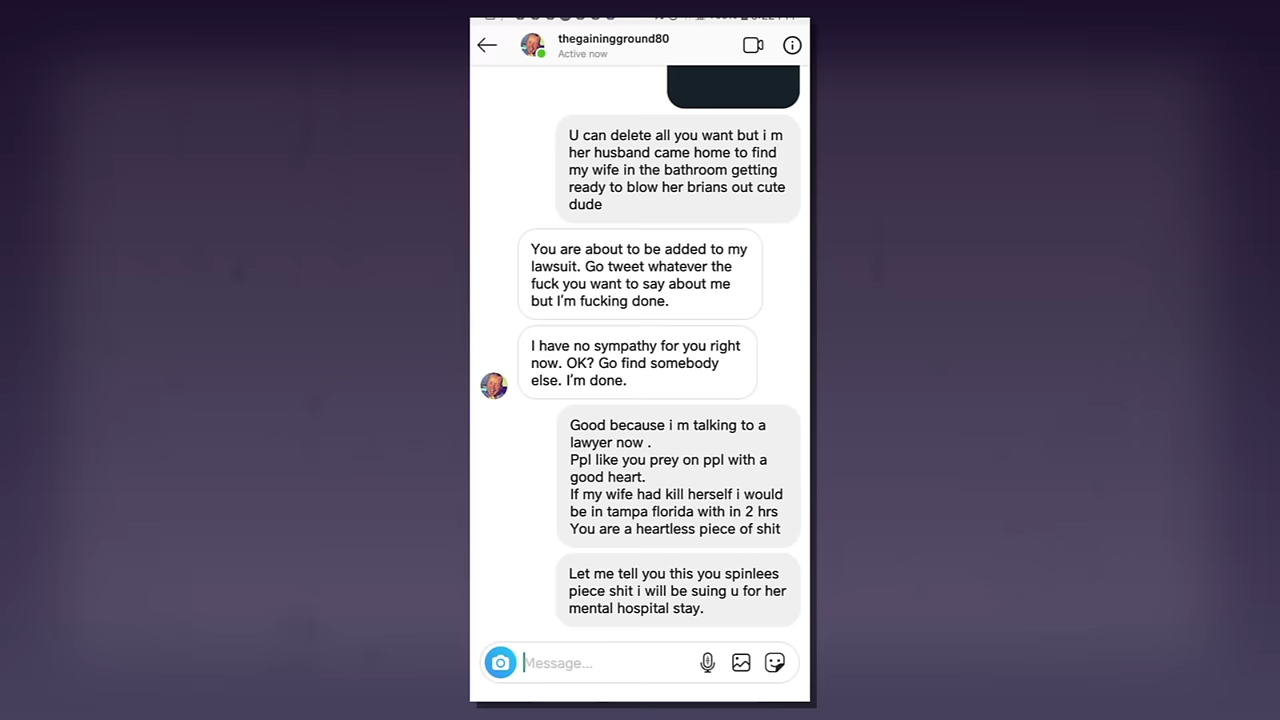 thegainingground80
Active now
U can delete all you want but i m
her husband came home to find
my wife in the bathroom getting
ready to blow her brians out cute
dude
You are about to be added to my
lawsuit. Go tweet whatever the
fuck you want to say about me
but I'm fucking done.
I have no sympathy for you right
now. OK? Go find somebody
else. I'm done.
Good because i m talking to a
lawyer now .
Ppl like you prey on ppl with a
good heart.
If my wife had kill herself i would
be in tampa florida with in 2 hrs
You are a heartless piece of shit
Let me tell you this you spinlees
piece shit i will be suing u for her
mental hospital stay.
Message...